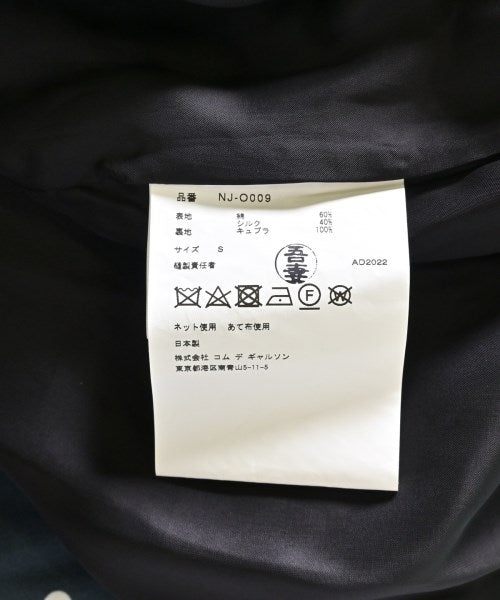 品番 NJ-O009
表地 綿 60%
シルク 40%
裏地 キュプラ 100%
サイズ S
縫製責任者 吾妻 AD2022
F W
ネット使用 あて布使用
日本製
株式会社 コム デ ギャルソン
東京都港区南青山5-11-5